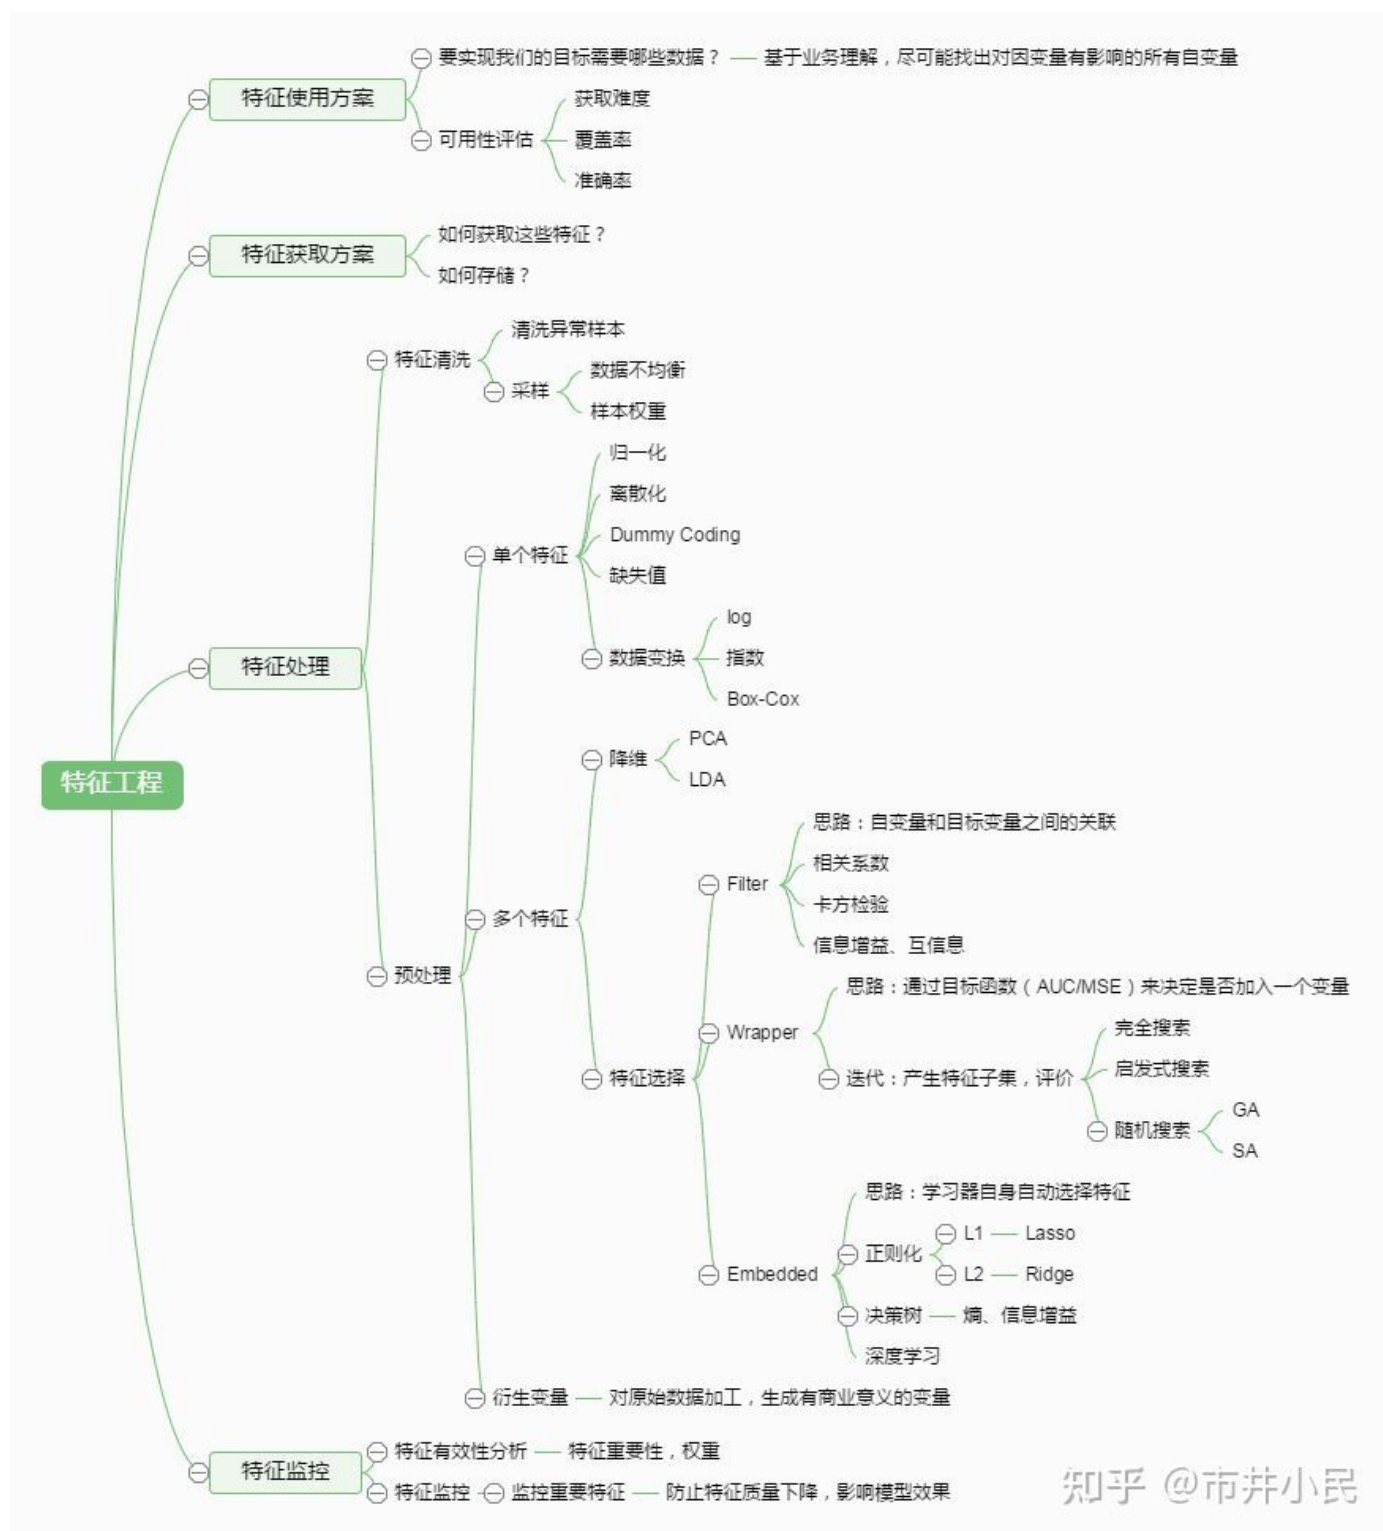 要实现我们的目标需要哪些数据？
基于业务理解，尽可能找出对因变量有影响的所有自变量
特征使用方案
获取难度
可用性评估
覆盖率
准确率
如何获取这些特征？
特征获取方案
如何存储？
清洗异常样本
特征清洗
数据不均衡
采样
样本权重
归一化
离散化
Dummy Coding
单个特征
缺失值
log
数据变换
指数
特征处理
Box-Cox
PCA
降维
LDA
特征工程
思路：自变量和目标变量之间的关联
相关系数
Filter
卡方检验
多个特征
信息增益、互信息
预处理
思路：通过目标函数（AUC/MSE）来决定是否加入一个变量
Wrapper
完全搜索
启发式搜索
特征选择
迭代：产生特征子集，评价
GA
随机搜索
SA
思路：学习器自身自动选择特征
L1
Lasso
正则化
L2
Ridge
Embedded
决策树
熵、信息增益
深度学习
衍生变量
对原始数据加工，生成有商业意义的变量
特征有效性分析
特征重要性，权重
特征监控
特征监控
监控重要特征
防止特征质量下降，影响模型效果
知乎 @市井小民